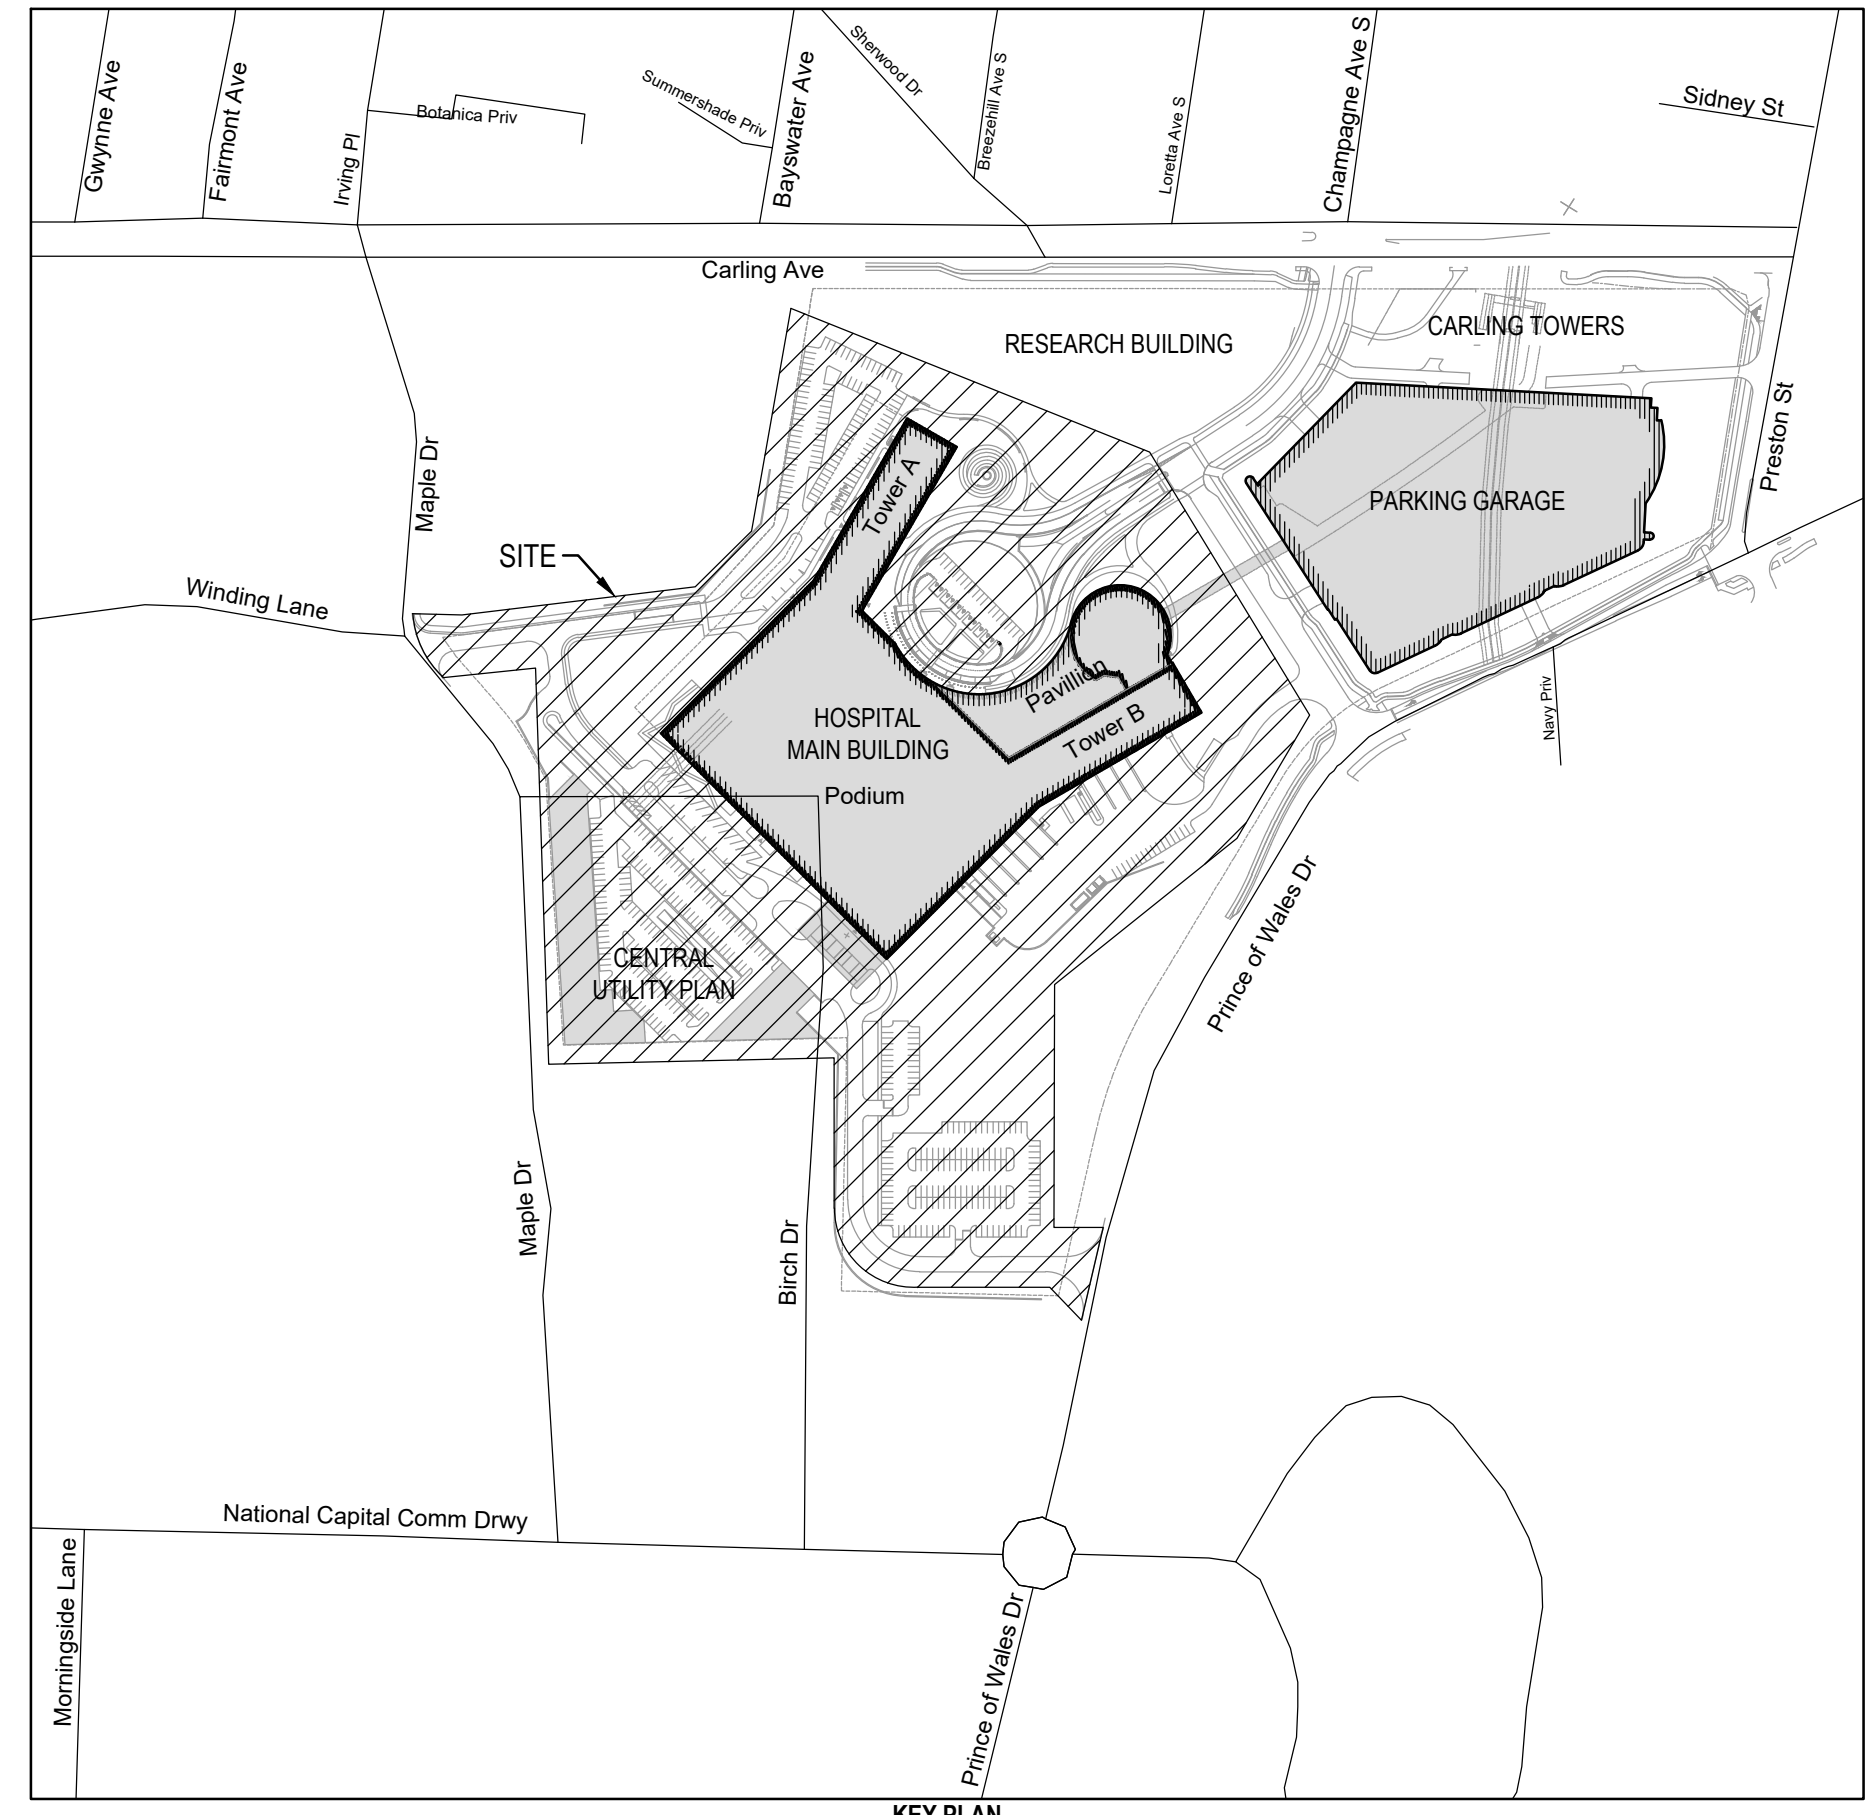 Gwynne Ave
Fairmont Ave
Irving Pl
Botanica Priv
Summershade Priv
Bayswater Ave
Sherwood Dr
Breezehill Ave S
Loretta Ave S
Champagne Ave S
Sidney St
Carling Ave
RESEARCH BUILDING
CARLING TOWERS
Preston St
Maple Dr
Tower A
PARKING GARAGE
SITE
Winding Lane
Pavillion
Tower B
HOSPITAL
MAIN BUILDING
Podium
Navy Priv
Prince of Wales Dr
CENTRAL
UTILITY PLAN
Maple Dr
Birch Dr
National Capital Comm Drwy
Morningside Lane
Prince of Wales Dr
KEY PLAN